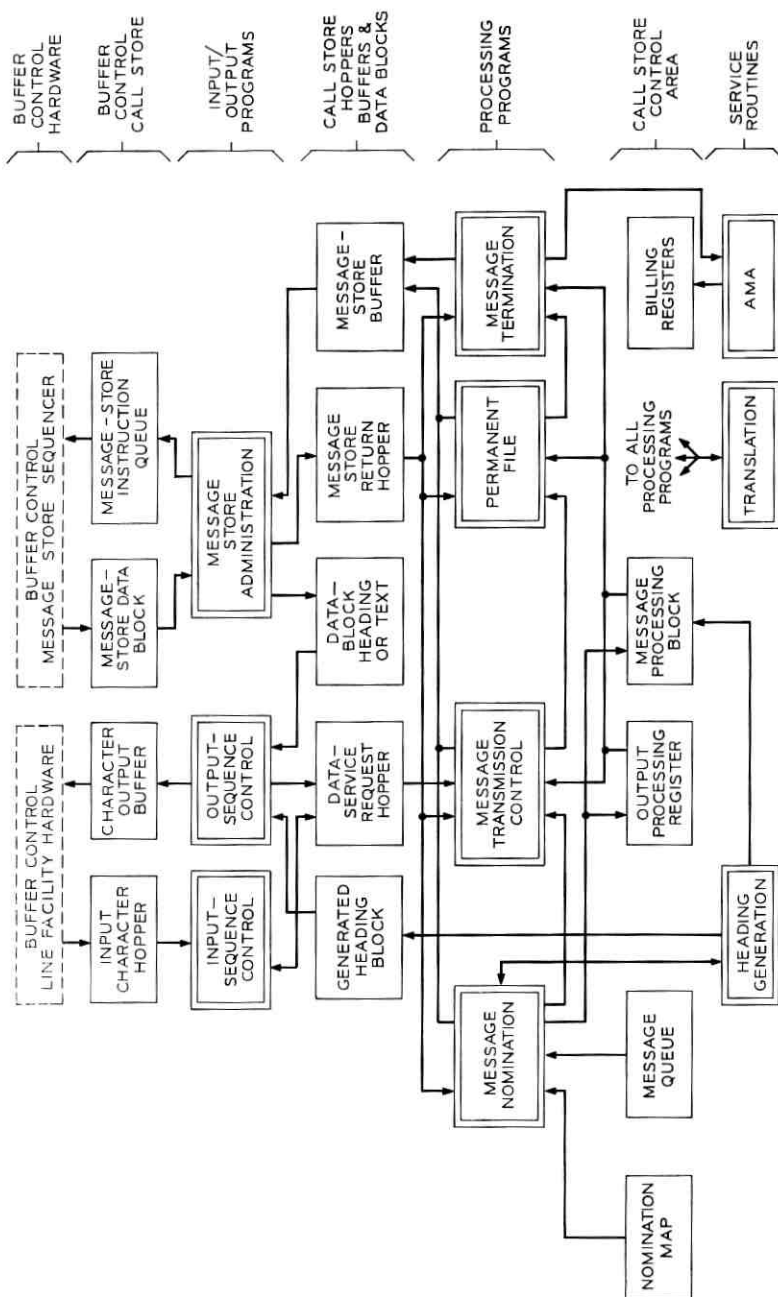 BUFFER
CONTROL
HARDWARE
BUFFER
CONTROL
CALL STORE
INPUT/
OUTPUT
PROGRAMS
CALL STORE
HOPPERS
BUFFERS &
DATA BLOCKS
PROCESSING
PROGRAMS
CALL STORE
CONTROL
AREA
SERVICE
ROUTINES
BUFFER CONTROL
LINE FACILITY HARDWARE
BUFFER CONTROL
MESSAGE STORE SEQUENCER
INPUT
CHARACTER
HOPPER
CHARACTER
OUTPUT
BUFFER
MESSAGE-
STORE DATA
BLOCK
MESSAGE-STORE
INSTRUCTION
QUEUE
INPUT-
SEQUENCE
CONTROL
OUTPUT-
SEQUENCE
CONTROL
MESSAGE
STORE
ADMINISTRATION
GENERATED
HEADING
BLOCK
DATA-
SERVICE
REQUEST
HOPPER
DATA-
BLOCK
HEADING
OR TEXT
MESSAGE
STORE
RETURN
HOPPER
MESSAGE-
STORE
BUFFER
MESSAGE
NOMINATION
MESSAGE
TRANSMISSION
CONTROL
PERMANENT
FILE
MESSAGE
TERMINATION
NOMINATION
MAP
MESSAGE
QUEUE
OUTPUT
PROCESSING
REGISTER
MESSAGE
PROCESSING
BLOCK
TO ALL
PROCESSING
PROGRAMS
BILLING
REGISTERS
HEADING
GENERATION
TRANSLATION
AMA